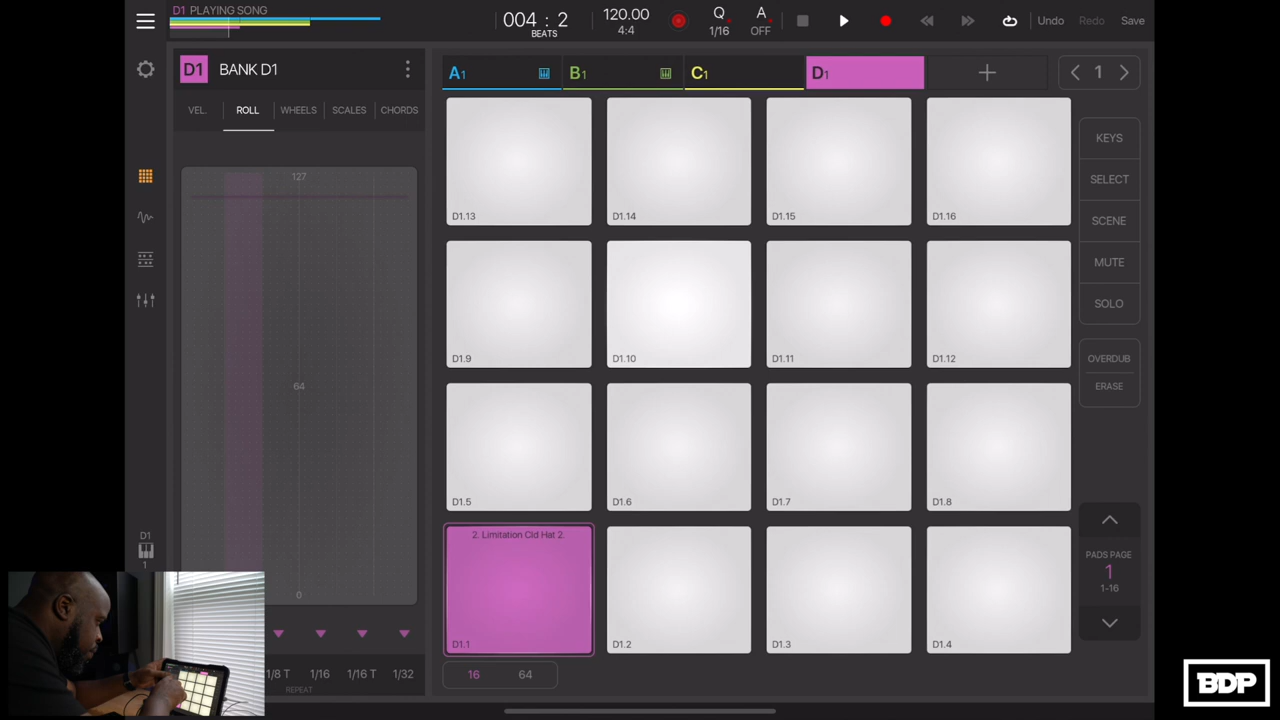 D1 PLAYING SONG
004 : 2
BEATS
120.00
4:4
Q
1/16
A
OFF
Undo
Redo
Save
D1
BANK D1
A1
B1
C1
D1
1
VEL.
ROLL
WHEELS
SCALES
CHORDS
127
64
0
D1.13
D1.14
D1.15
D1.16
D1.9
D1.10
D1.11
D1.12
D1.5
D1.6
D1.7
D1.8
2. Limitation Cld Hat 2.
D1.1
D1.2
D1.3
D1.4
KEYS
SELECT
SCENE
MUTE
SOLO
OVERDUB
ERASE
PADS PAGE
1
1-16
D1
1
1/8 T
1/16
1/16 T
1/32
REPEAT
16
64
BDP